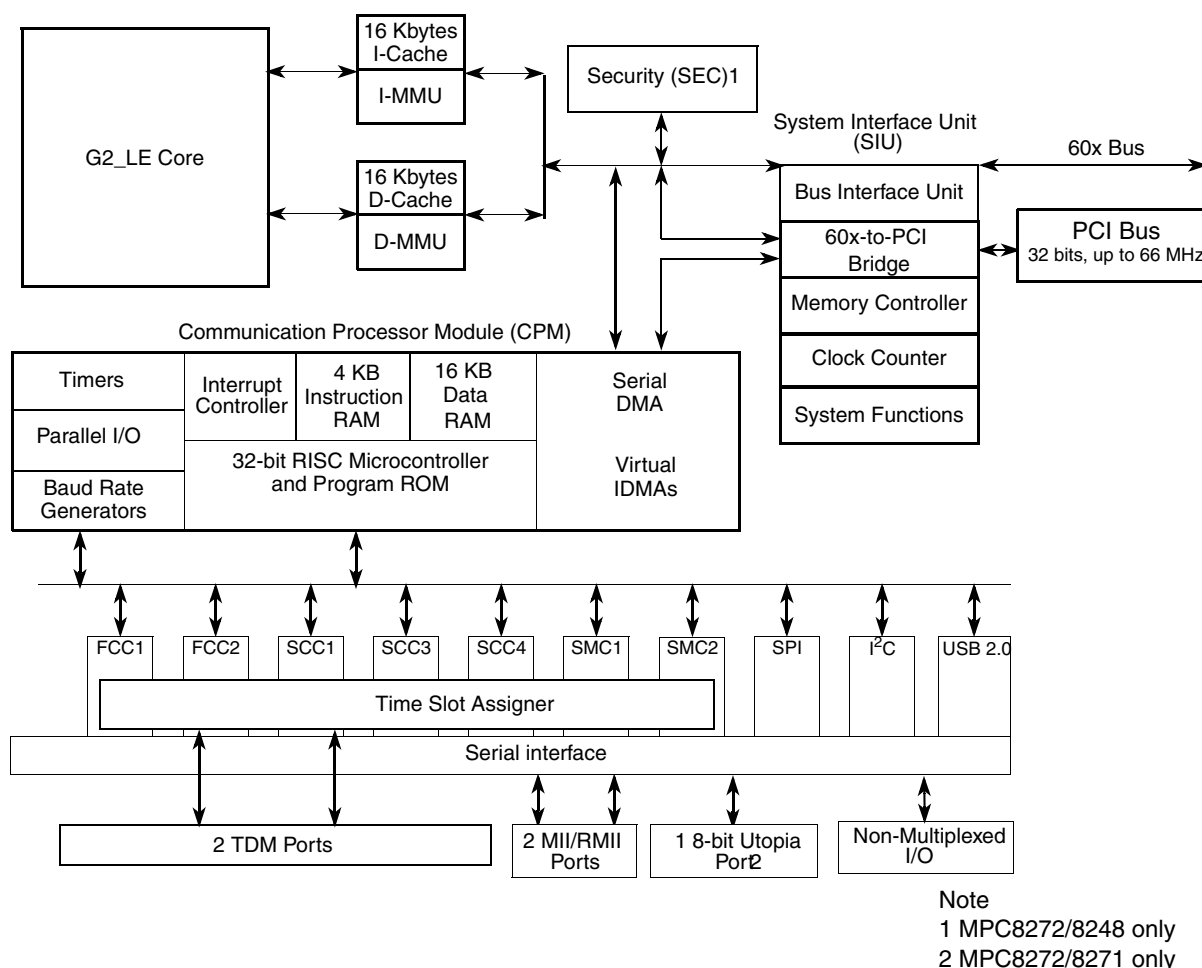 16 Kbytes
I-Cache
I-MMU
Security (SEC)1
G2_LE Core
System Interface Unit
(SIU)
60x Bus
16 Kbytes
D-Cache
D-MMU
Bus Interface Unit
60x-to-PCI
Bridge
PCI Bus
32 bits, up to 66 MHz
Memory Controller
Clock Counter
System Functions
Communication Processor Module (CPM)
Timers
Parallel I/O
Baud Rate
Generators
Interrupt
Controller
4 KB
Instruction
RAM
16 KB
Data
RAM
32-bit RISC Microcontroller
and Program ROM
Serial
DMA
Virtual
IDMAs
FCC1
FCC2
SCC1
SCC3
SCC4
SMC1
SMC2
SPI
I²C
USB 2.0
Time Slot Assigner
Serial interface
2 TDM Ports
2 MII/RMII
Ports
1 8-bit Utopia
Port2
Non-Multiplexed
I/O
Note
1 MPC8272/8248 only
2 MPC8272/8271 only